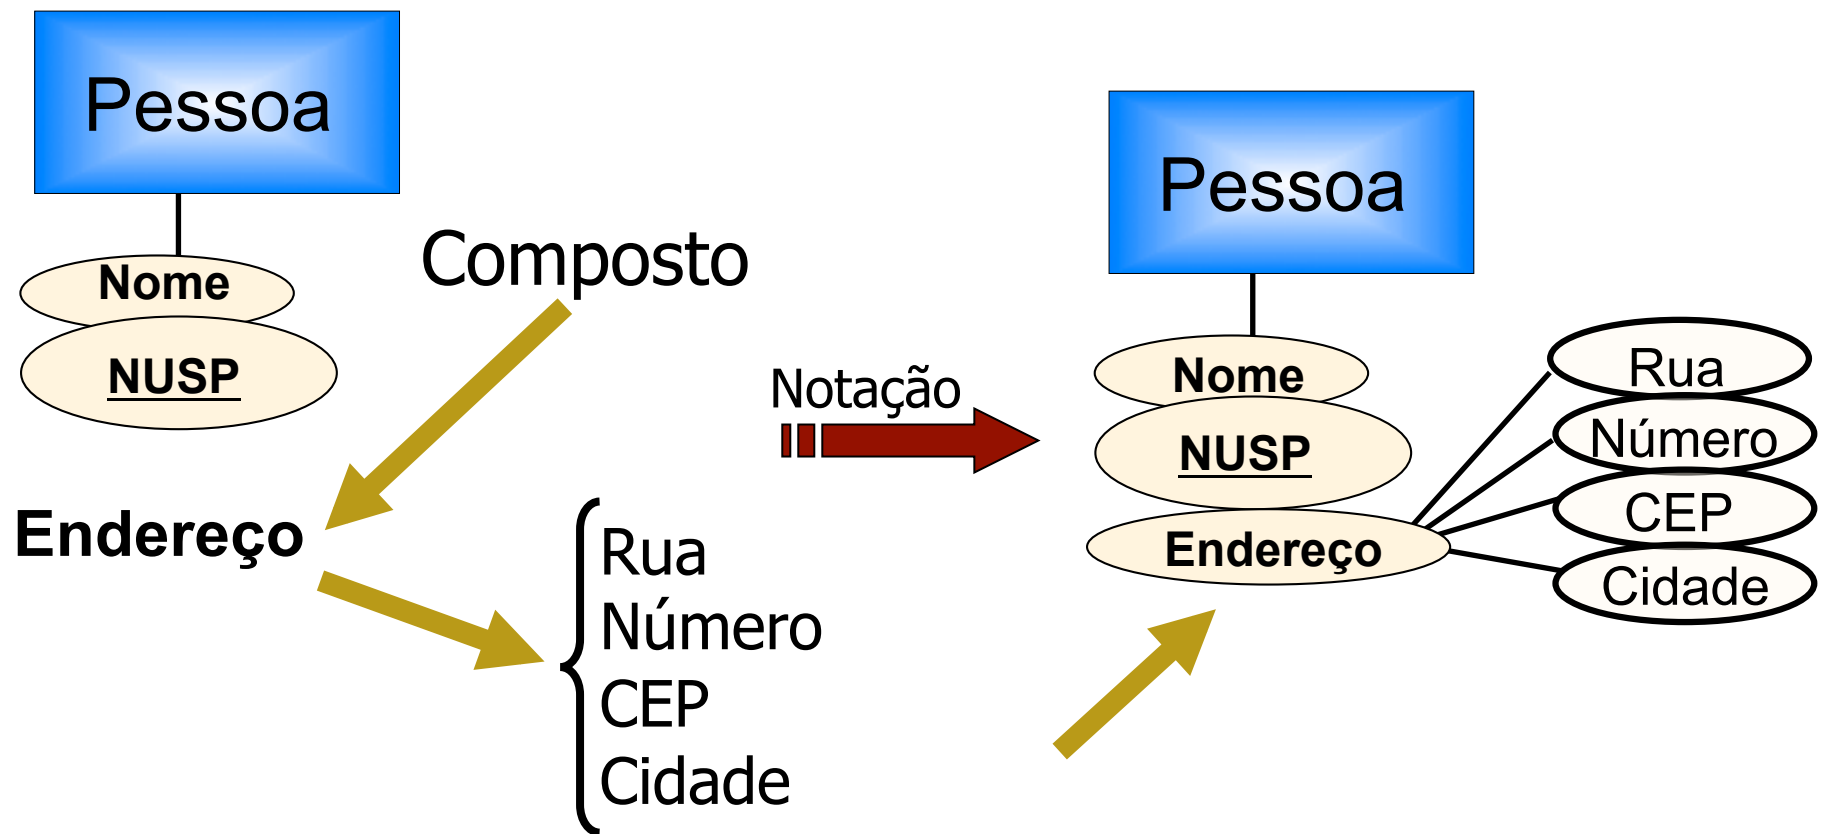 Pessoa
Nome
NUSP
Composto
Endereço
Rua
Número
CEP
Cidade
Notação
Pessoa
Nome
NUSP
Endereço
Rua
Número
CEP
Cidade